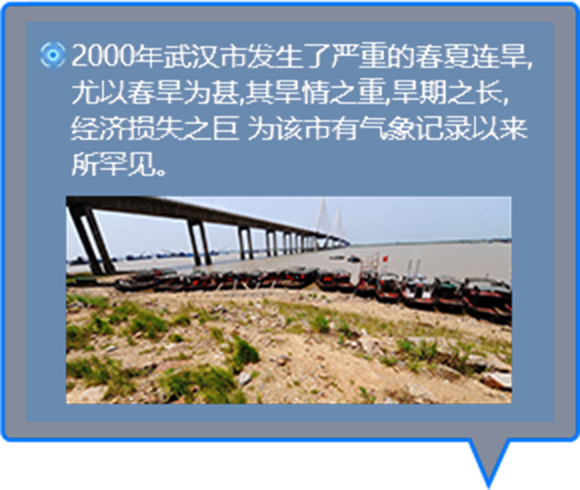 2000年武汉市发生了严重的春夏连旱,
尤以春旱为甚,其旱情之重,旱期之长,
经济损失之巨 为该市有气象记录以来
所罕见。